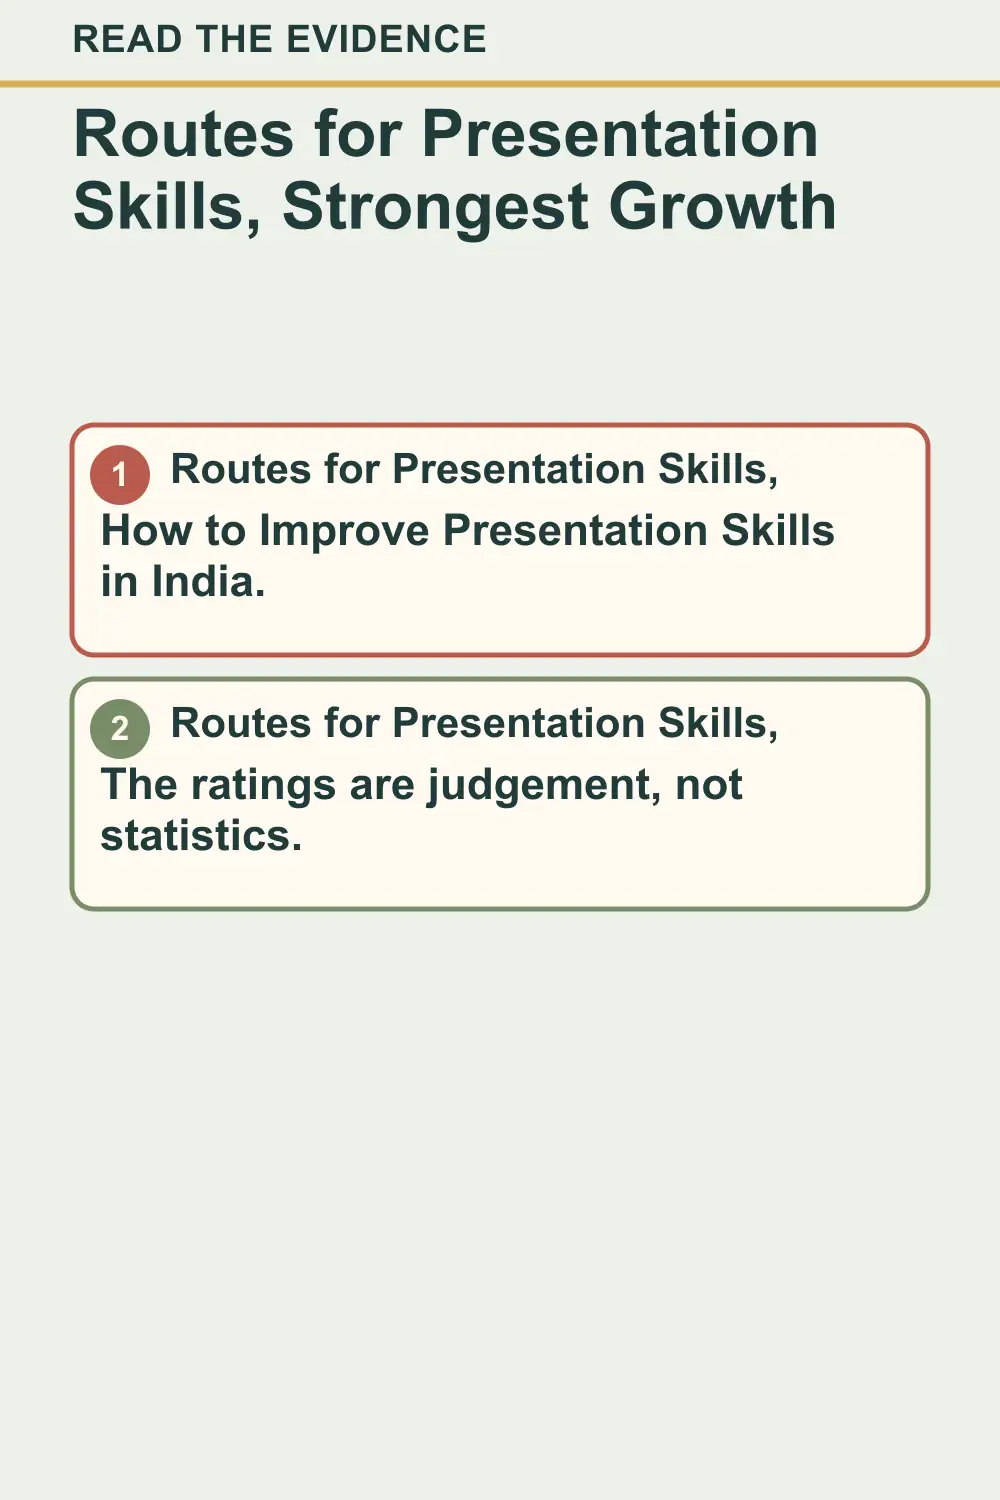 READ THE EVIDENCE
Routes for Presentation
Skills, Strongest Growth
1
Routes for Presentation Skills,
How to Improve Presentation Skills
in India.
2
Routes for Presentation Skills,
The ratings are judgement, not
statistics.